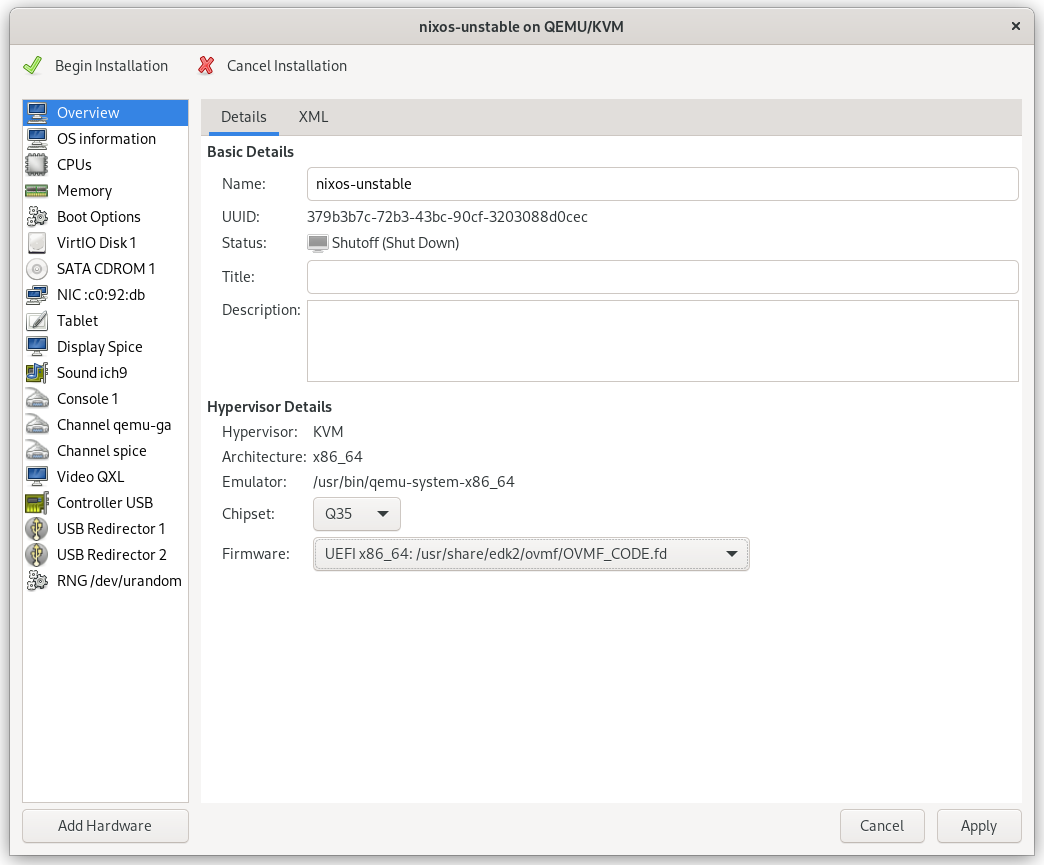 nixos-unstable on QEMU/KVM
Begin Installation
Cancel Installation
Overview
OS information
CPUs
Memory
Boot Options
VirtIO Disk 1
SATA CDROM 1
NIC :c0:92:db
Tablet
Display Spice
Sound ich9
Console 1
Channel qemu-ga
Channel spice
Video QXL
Controller USB
USB Redirector 1
USB Redirector 2
RNG /dev/urandom
Add Hardware
Details
XML
Basic Details
Name: nixos-unstable
UUID: 379b3b7c-72b3-43bc-90cf-3203088d0cec
Status: Shutoff (Shut Down)
Title:
Description:
Hypervisor Details
Hypervisor: KVM
Architecture: x86_64
Emulator: /usr/bin/qemu-system-x86_64
Chipset: Q35
Firmware: UEFI x86_64: /usr/share/edk2/ovmf/OVMF_CODE.fd
Cancel
Apply